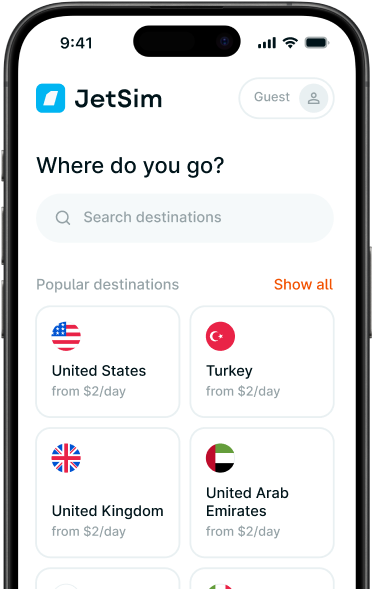 9:41
JetSim
Guest
Where do you go?
Search destinations
Popular destinations
Show all
United States
from $2/day
Turkey
from $2/day
United Kingdom
from $2/day
United Arab
Emirates
from $2/day